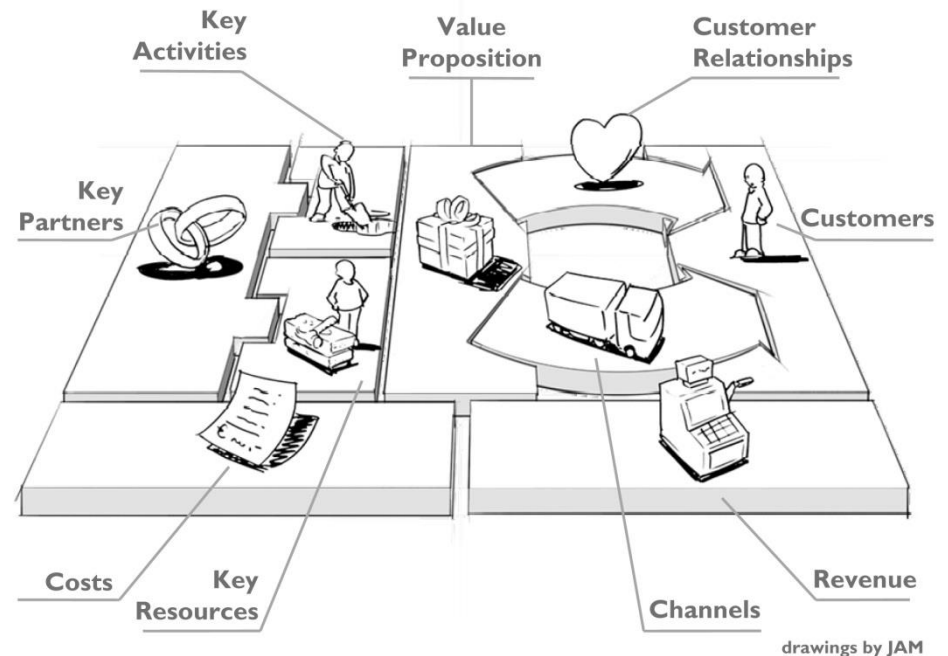 Key
Activities
Value
Proposition
Customer
Relationships
Key
Partners
Customers
Costs
Key
Resources
Channels
Revenue
drawings by JAM